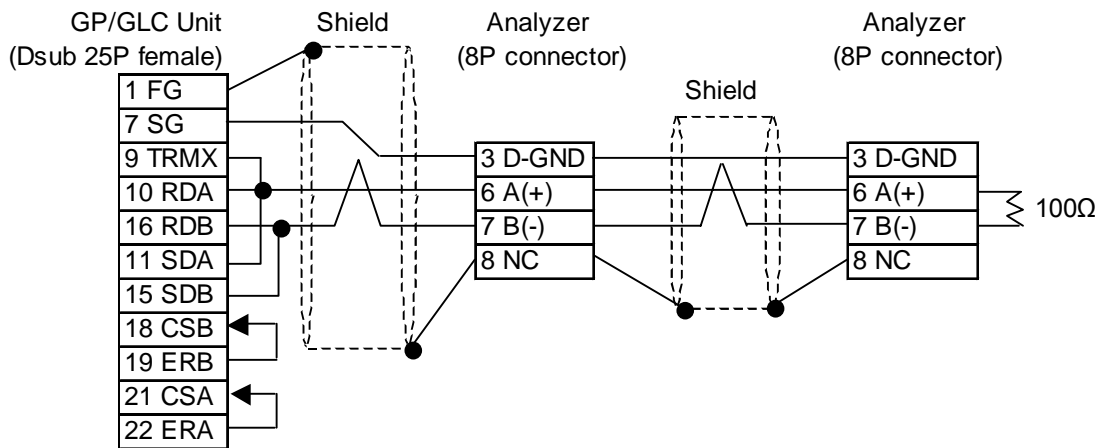 GP/GLC Unit
(Dsub 25P female)
Shield
Analyzer
(8P connector)
Shield
Analyzer
(8P connector)
1 FG
7 SG
9 TRMX
10 RDA
16 RDB
11 SDA
15 SDB
18 CSB
19 ERB
21 CSA
22 ERA
3 D-GND
6 A(+)
7 B(-)
8 NC
3 D-GND
6 A(+)
7 B(-)
8 NC
100Ω